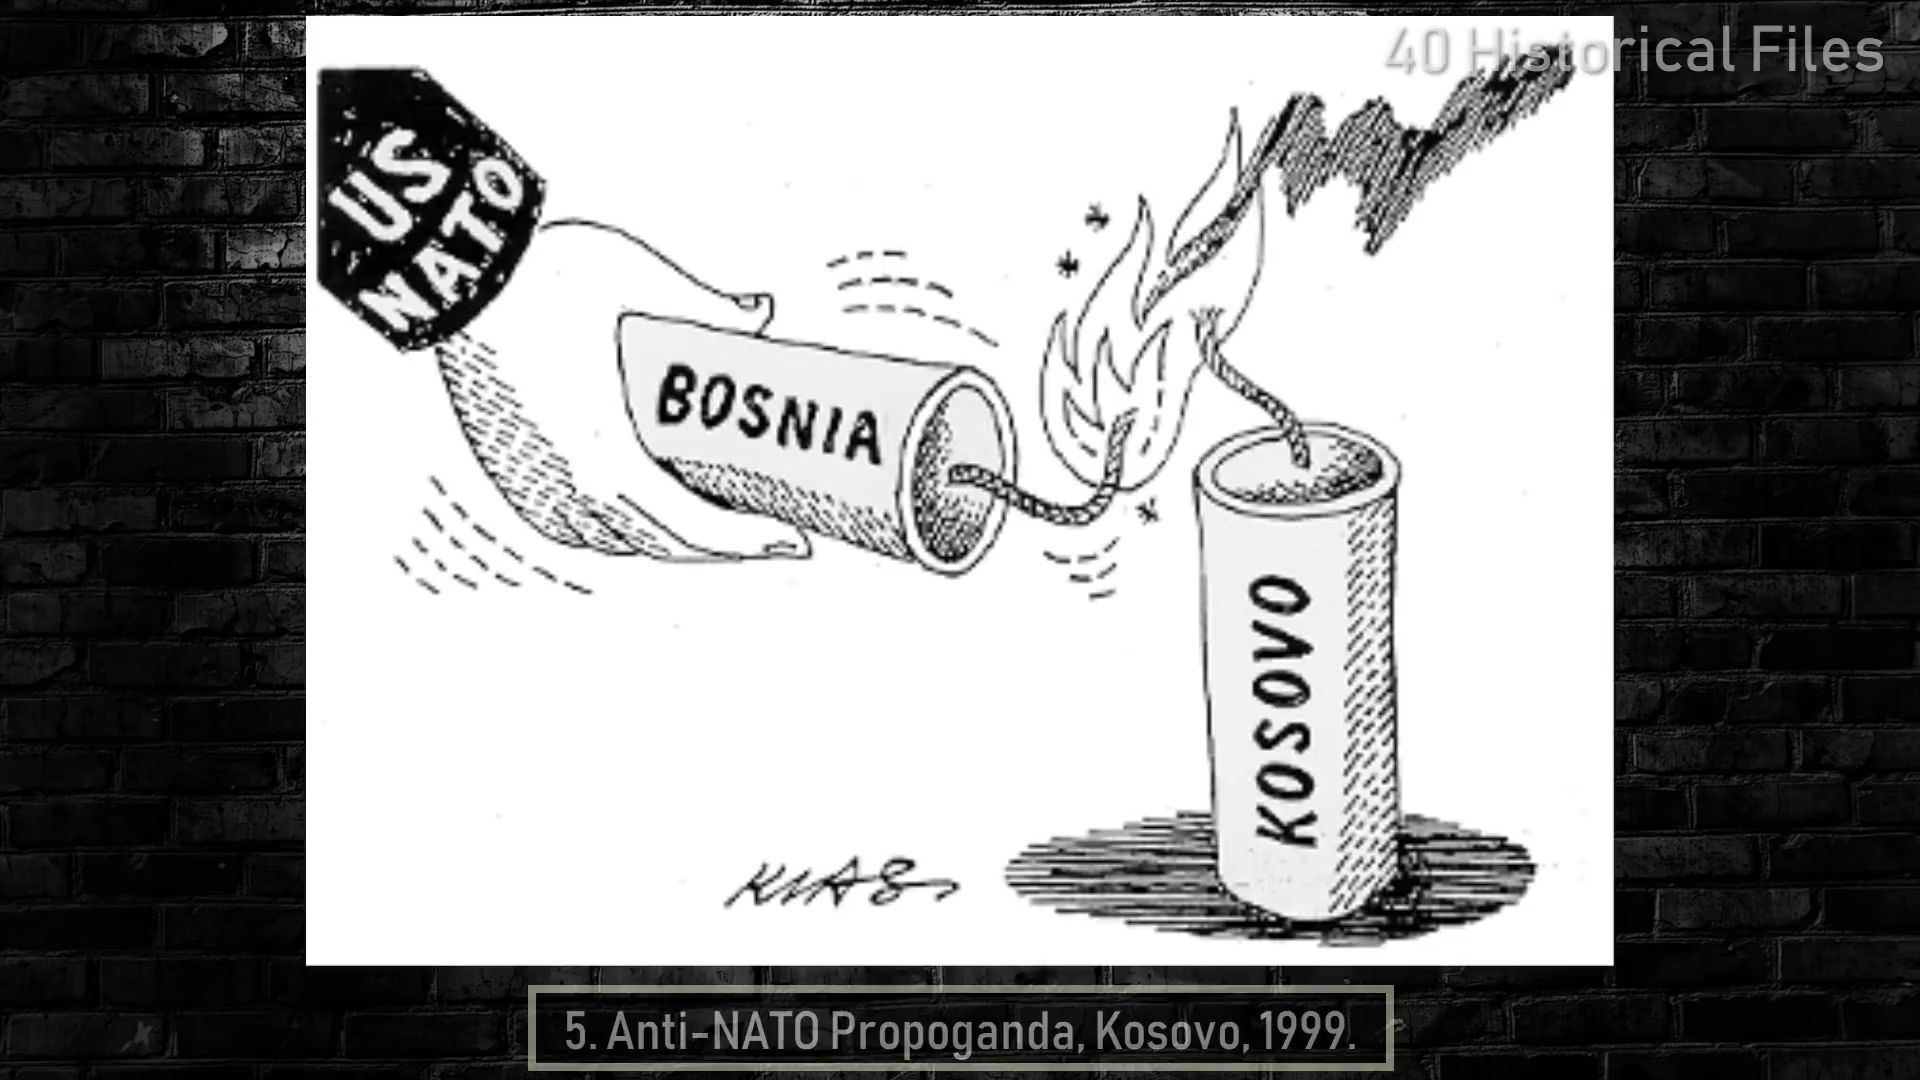 40 Historical Files
US
NATO
BOSNIA
KOSOVO
5. Anti-NATO Propoganda, Kosovo, 1999.